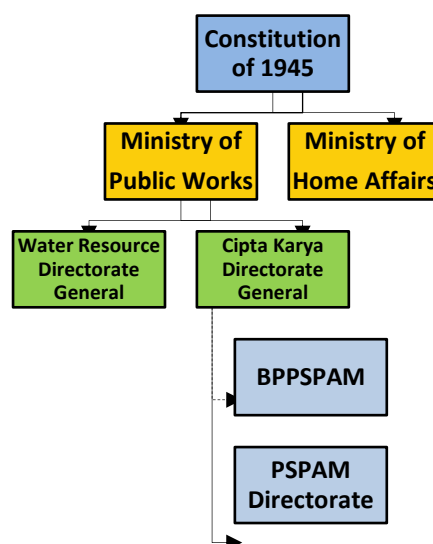 Constitution
of 1945
Ministry of
Public Works
Ministry of
Home Affairs
Water Resource
Directorate
General
Cipta Karya
Directorate
General
BPPSPAM
PSPAM
Directorate